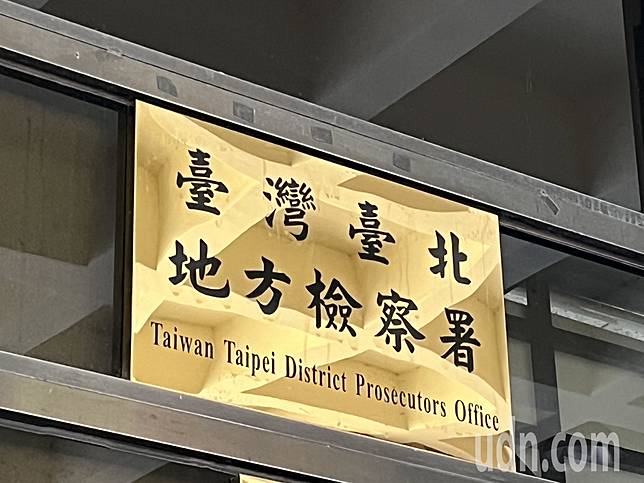 臺灣臺北
地方檢察署
Taiwan Taipei District Prosecutors Office
udn.com